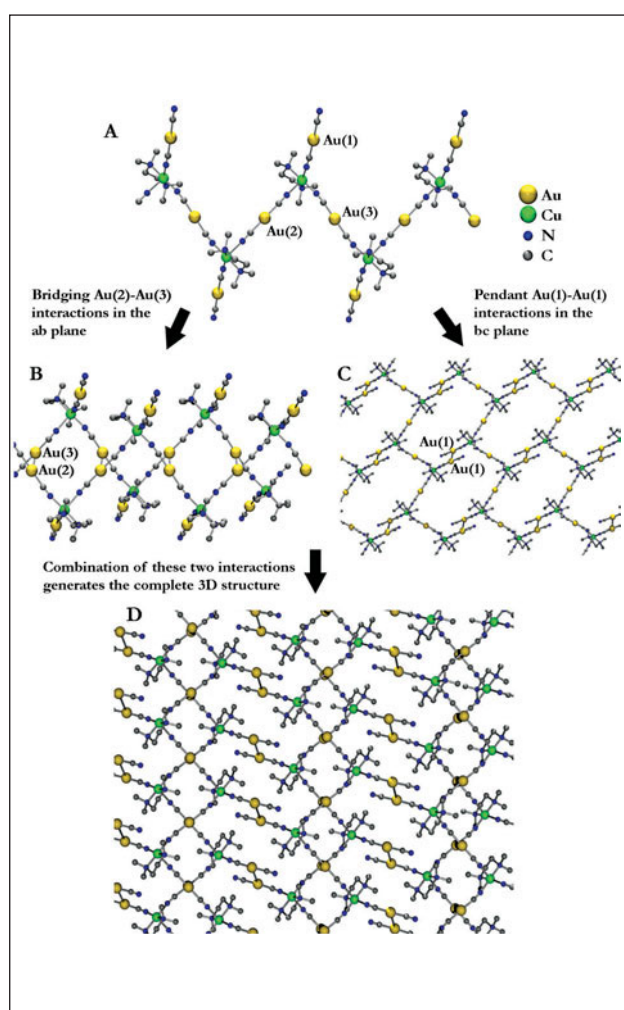 A
Au(1)
Au(2)
Au(3)
Au
Cu
N
C
Bridging Au(2)-Au(3)
interactions in the
ab plane
Pendant Au(1)-Au(1)
interactions in the
bc plane
B
Au(3)
Au(2)
C
Au(1)
Au(1)
Combination of these two interactions
generates the complete 3D structure
D